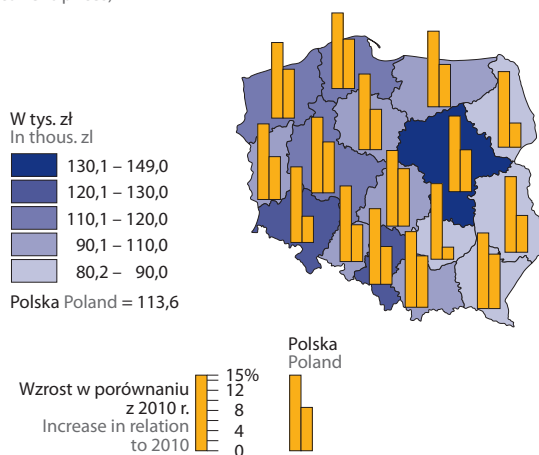 W tys. zł
In thous. zl
130,1 – 149,0
120,1 – 130,0
110,1 – 120,0
90,1 – 110,0
80,2 – 90,0
Polska Poland = 113,6
Polska
Poland
Wzrost w porównaniu
z 2010 r.
Increase in relation
to 2010
15%
12
8
4
0